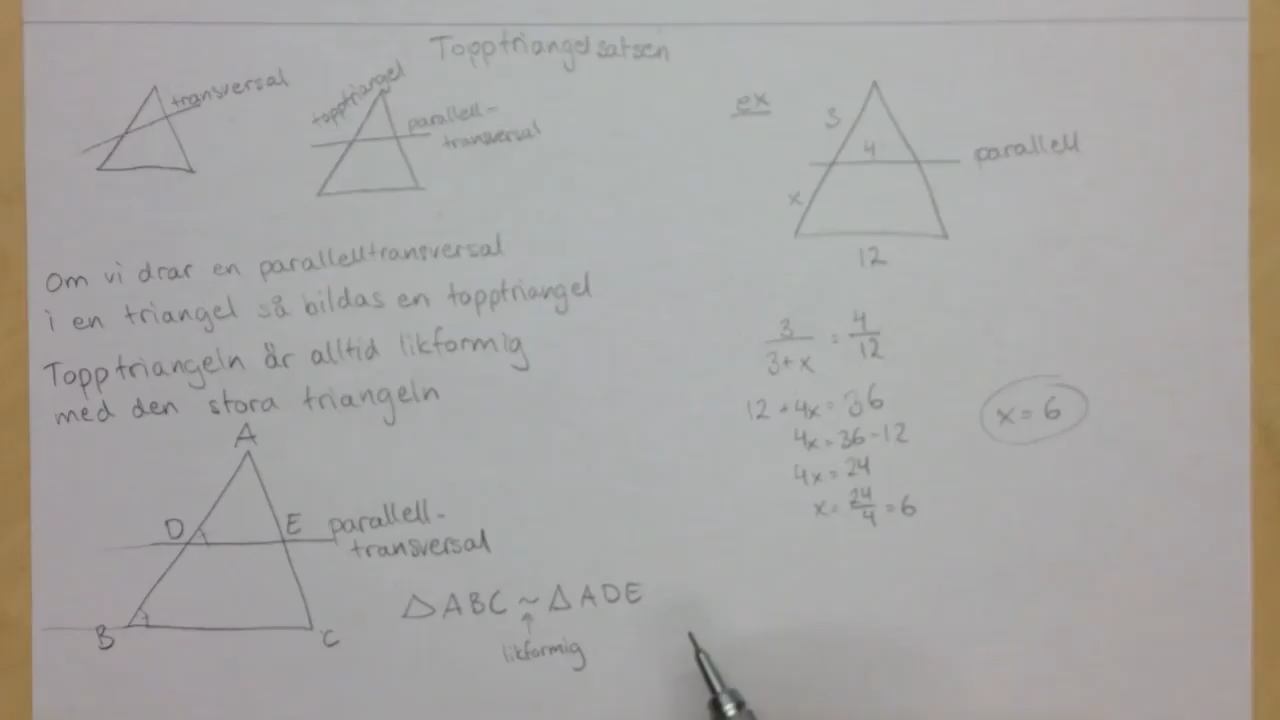 Topptriangelsatsen
transversal
topptriangel
parallell-
transversal
Om vi drar en parallelltransversal
i en triangel så bildas en topptriangel
Topptriangeln är alltid likformig
med den stora triangeln
A
D
E
parallell-
transversal
B
C
△ABC ~ △ADE
↑
likformig
ex
3
4
parallell
x
12
3/(3+x) = 4/12
12 + 4x = 36
4x = 36 - 12
4x = 24
x = 24/4 = 6
x = 6